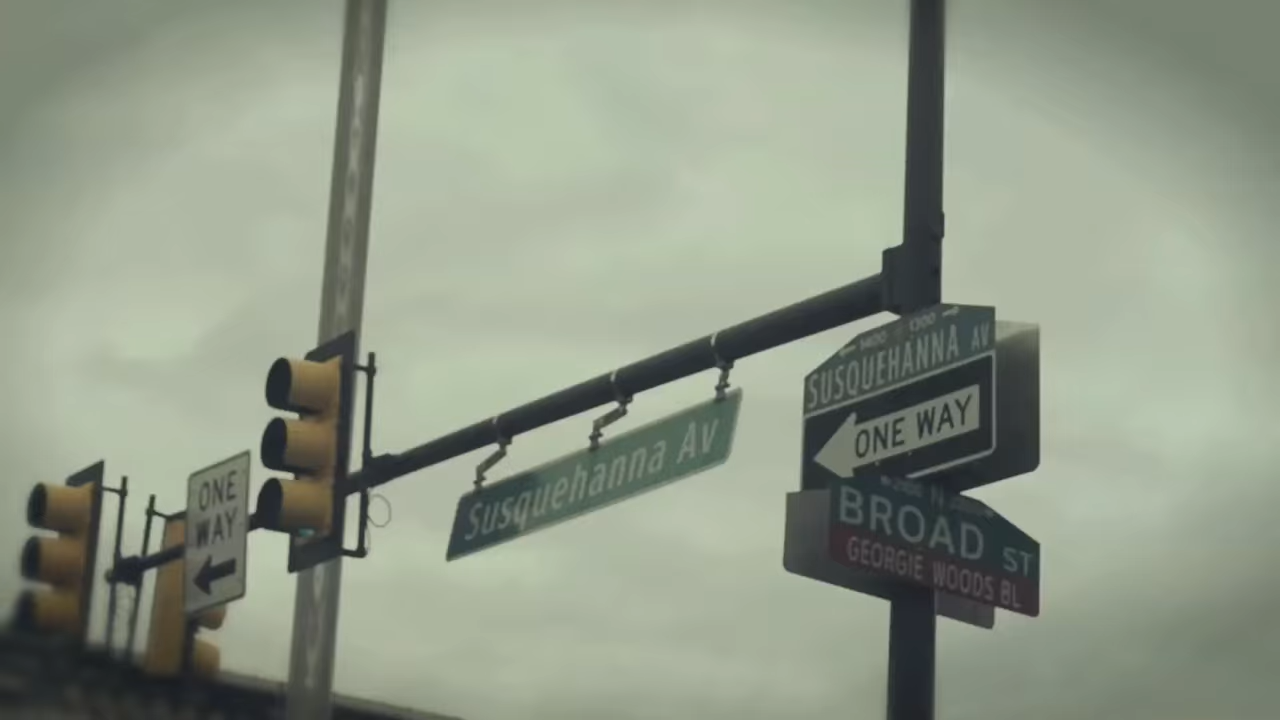 ONE
WAY
Susquehanna Av
1400 1300
SUSQUEHANNA AV
ONE WAY
BROAD ST
GEORGIE WOODS BL